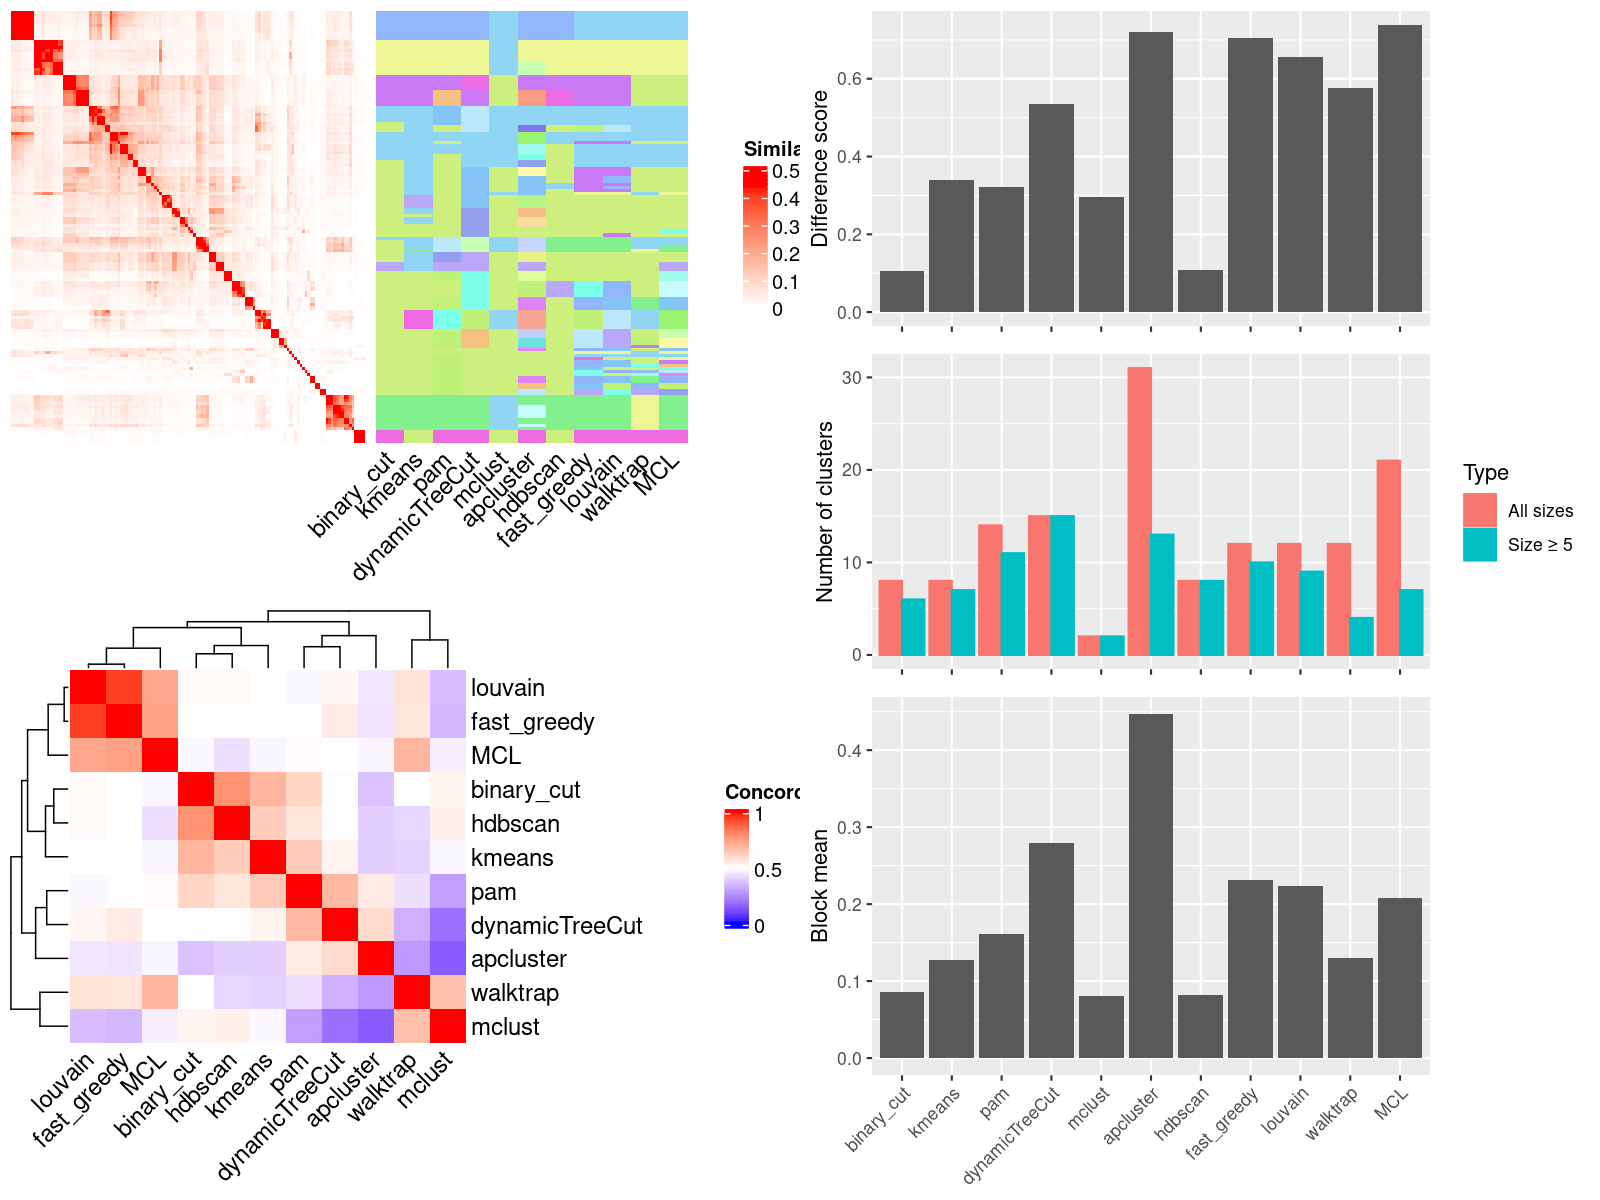 Simila
0.5
0.4
0.3
0.2
0.1
0
binary_cut
kmeans
pam
dynamicTreeCut
mclust
apcluster
hdbscan
fast_greedy
louvain
walktrap
MCL
louvain
fast_greedy
MCL
binary_cut
hdbscan
kmeans
pam
dynamicTreeCut
apcluster
walktrap
mclust
louvain
fast_greedy
MCL
binary_cut
hdbscan
kmeans
pam
dynamicTreeCut
apcluster
walktrap
mclust
Concord
1
0.5
0
Difference score
0.6
0.4
0.2
0.0
Number of clusters
30
20
10
0
Type
All sizes
Size ≥ 5
Block mean
0.4
0.3
0.2
0.1
0.0
binary_cut
kmeans
pam
dynamicTreeCut
mclust
apcluster
hdbscan
fast_greedy
louvain
walktrap
MCL